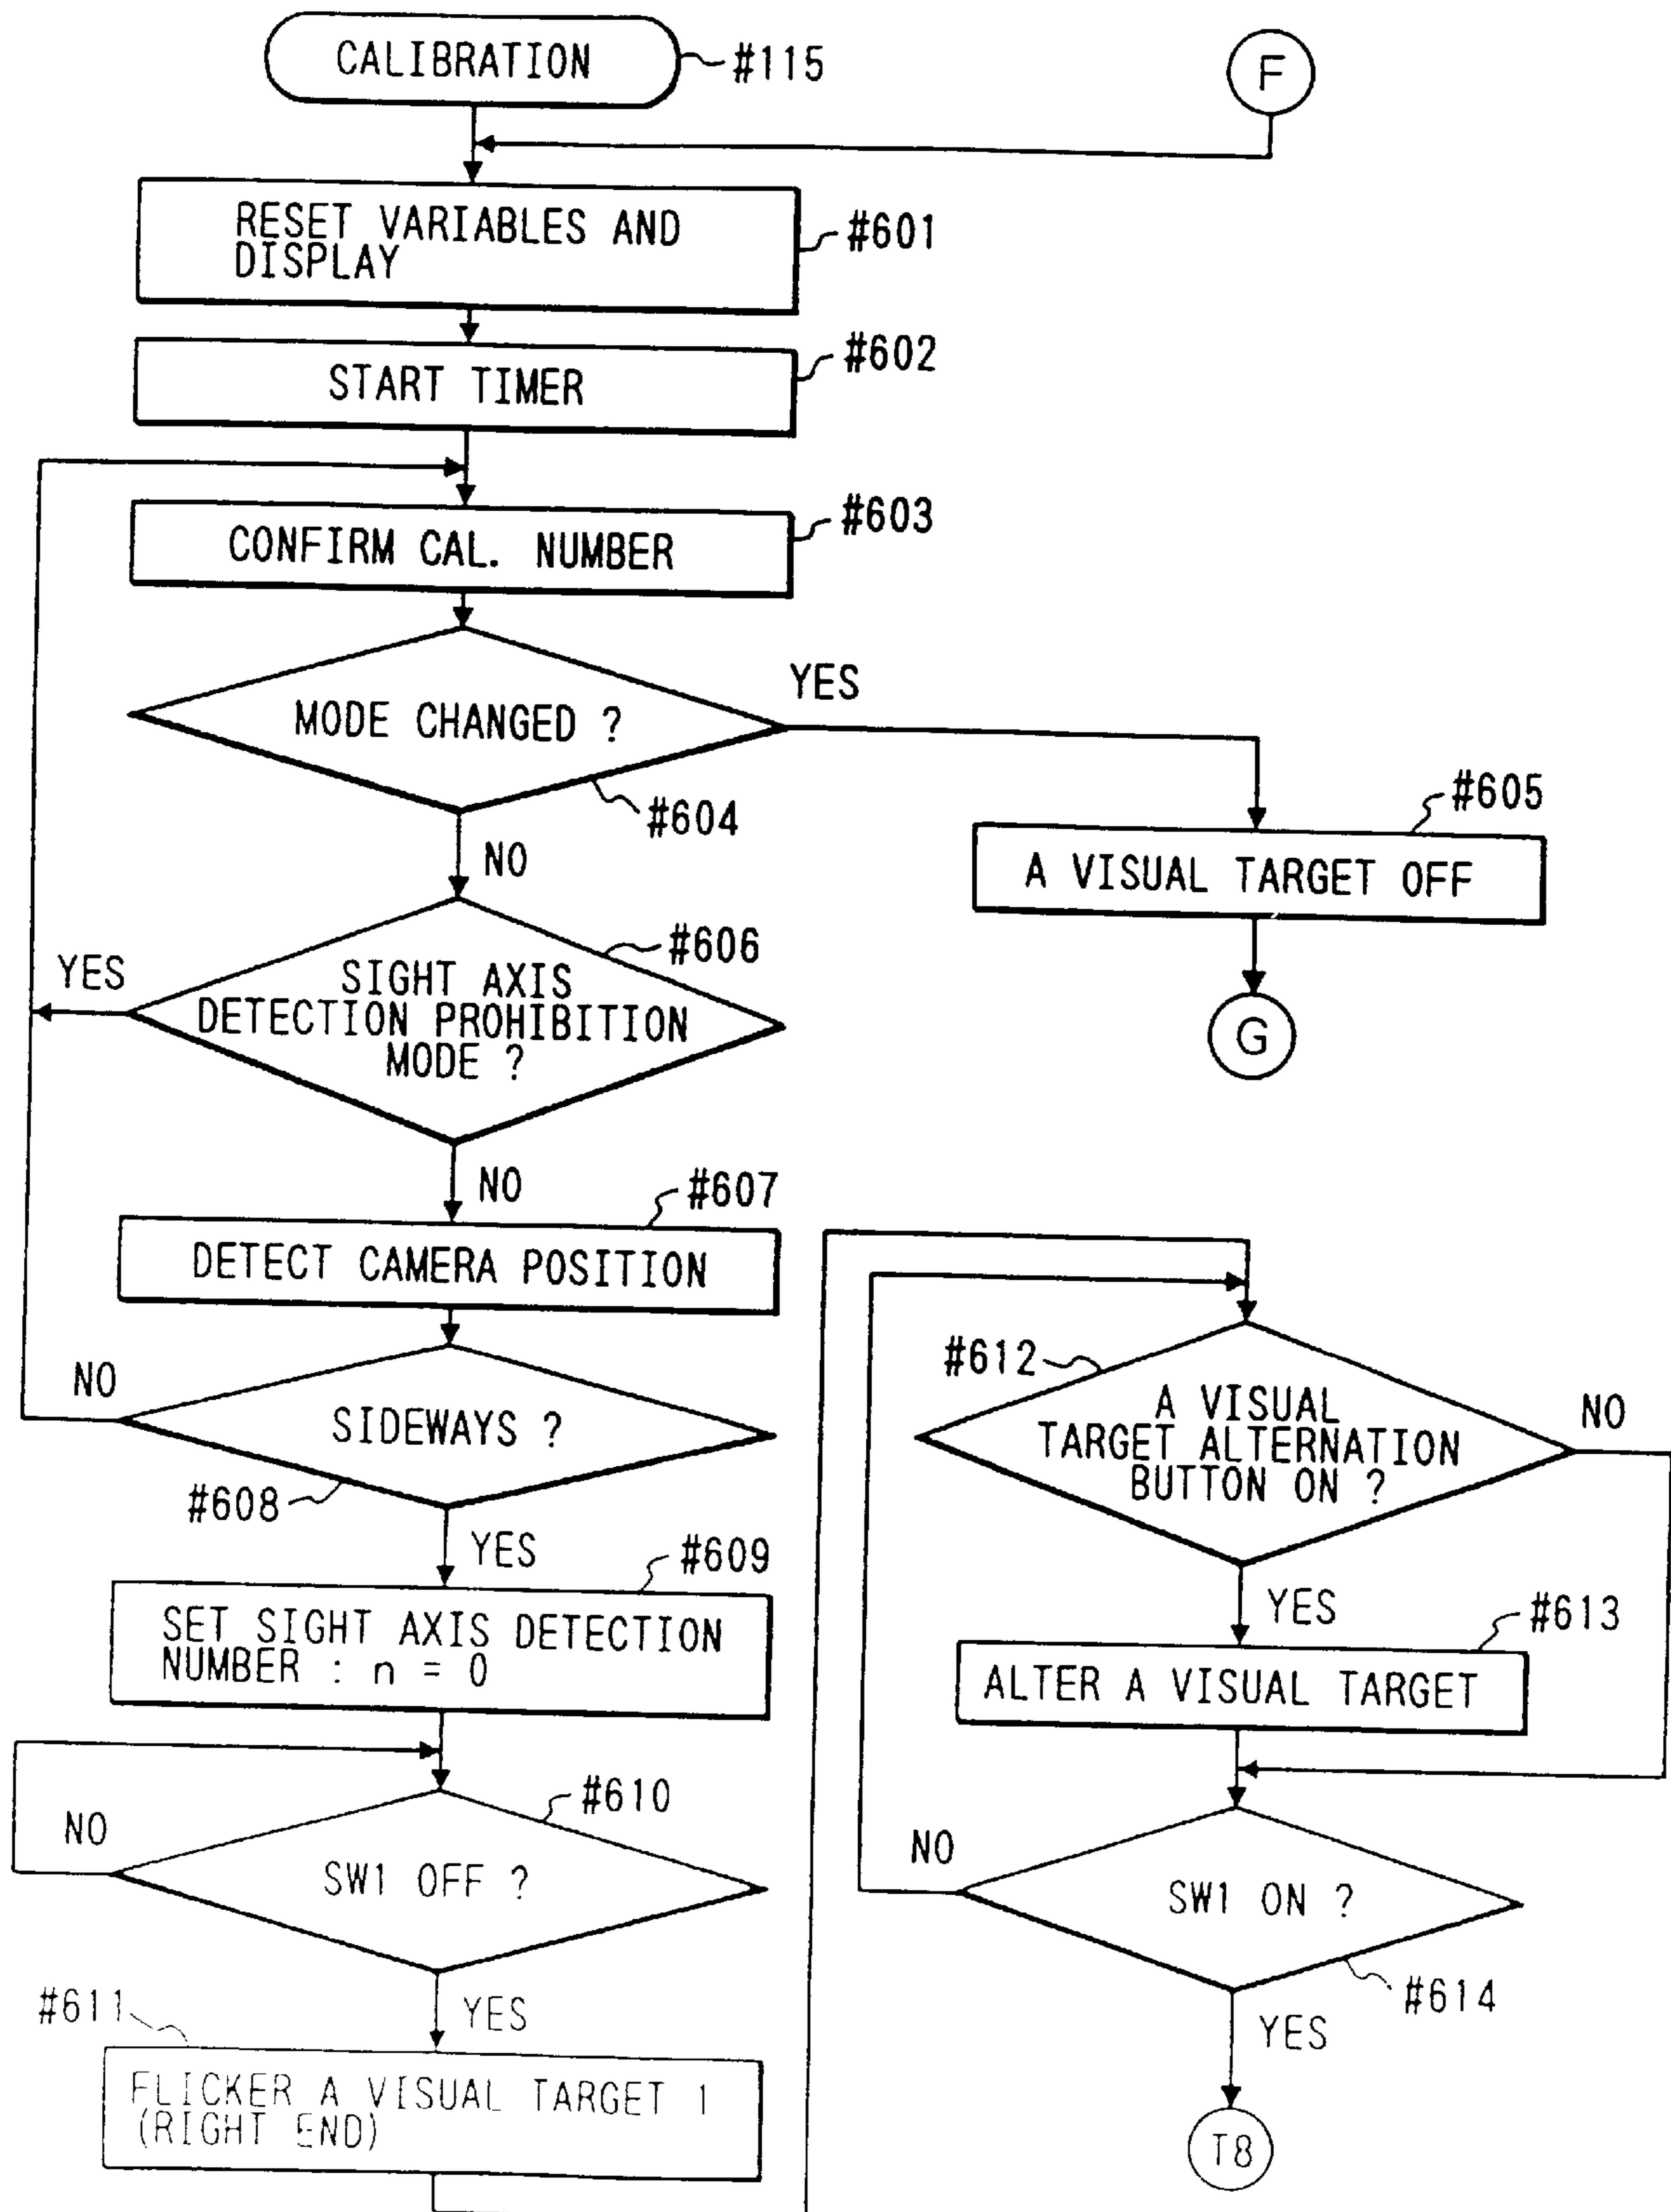 CALIBRATION
#115
F
RESET VARIABLES AND
DISPLAY
#601
START TIMER
#602
CONFIRM CAL. NUMBER
#603
MODE CHANGED ?
YES
#604
NO
#605
A VISUAL TARGET OFF
G
#606
YES
SIGHT AXIS
DETECTION PROHIBITION
MODE ?
NO
#607
DETECT CAMERA POSITION
NO
SIDEWAYS ?
#608
YES
#609
SET SIGHT AXIS DETECTION
NUMBER : n = 0
#610
NO
SW1 OFF ?
YES
#611
FLICKER A VISUAL TARGET 1
(RIGHT END)
#612
A VISUAL
TARGET ALTERNATION
BUTTON ON ?
NO
YES
#613
ALTER A VISUAL TARGET
NO
SW1 ON ?
#614
YES
T8